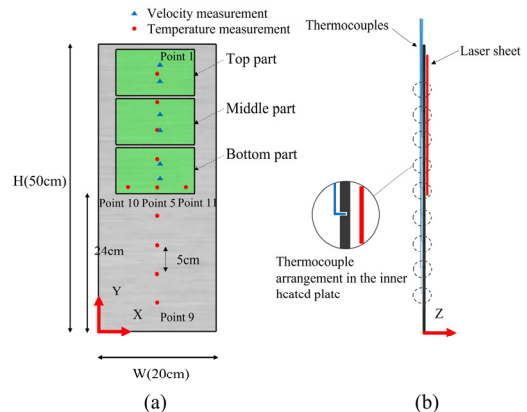 (a)
Velocity measurement
Temperature measurement
Point 1
Top part
Middle part
Bottom part
H(50cm)
Point 10 Point 5 Point 11
24cm
5cm
Y
X
Point 9
W(20cm)
(a)
(b)
Thermocouples
Laser sheet
Thermocouple
arrangement in the inner
heated plate
Z
(b)